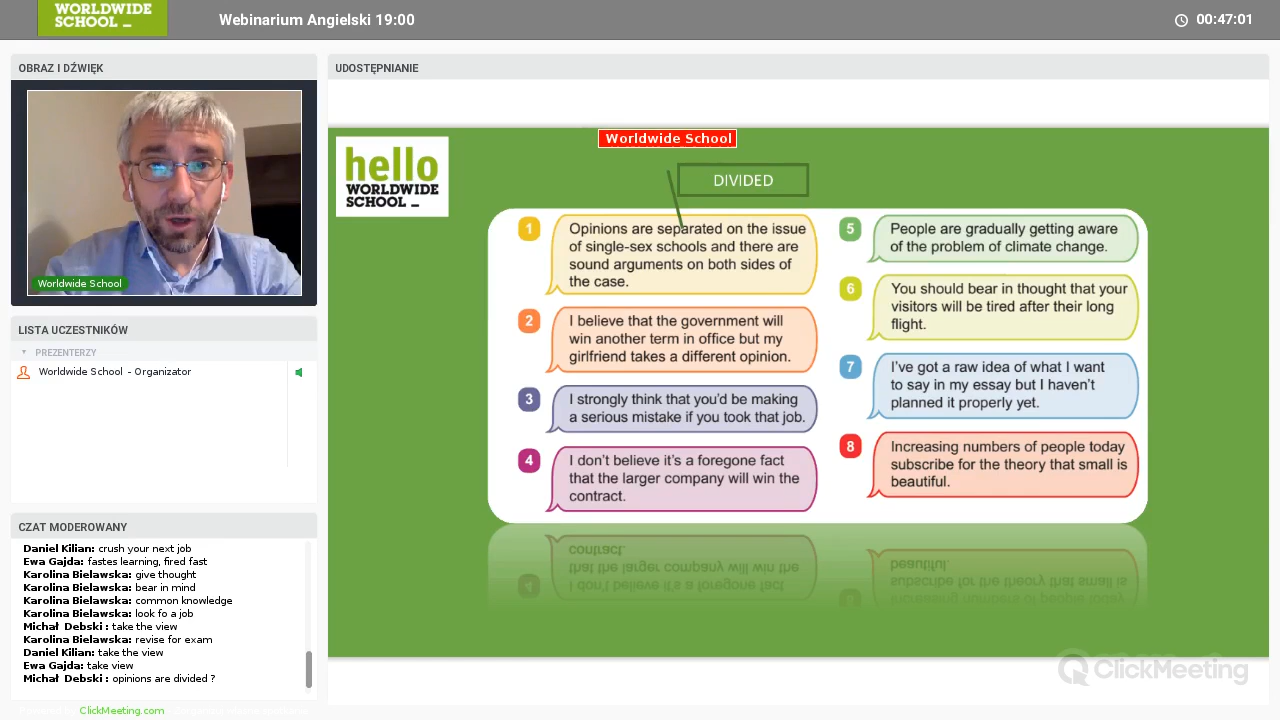 WORLDWIDE
SCHOOL _
Webinarium Angielski 19:00
00:47:01
OBRAZ I DŹWIĘK
Worldwide School
LISTA UCZESTNIKÓW
PREZENTERZY
Worldwide School - Organizator
CZAT MODEROWANY
Daniel Kilian: crush your next job
Ewa Gajda: fastes learning, fired fast
Karolina Bielawska: give thought
Karolina Bielawska: bear in mind
Karolina Bielawska: common knowledge
Karolina Bielawska: look fo a job
Michał Debski : take the view
Karolina Bielawska: revise for exam
Daniel Kilian: take the view
Ewa Gajda: take view
Michał Debski : opinions are divided ?
ClickMeeting.com
UDOSTĘPNIANIE
Worldwide School
hello
WORLDWIDE
SCHOOL _
DIVIDED
1
Opinions are separated on the issue
of single-sex schools and there are
sound arguments on both sides of
the case.
2
I believe that the government will
win another term in office but my
girlfriend takes a different opinion.
3
I strongly think that you'd be making
a serious mistake if you took that job.
4
I don't believe it's a foregone fact
that the larger company will win the
contract.
5
People are gradually getting aware
of the problem of climate change.
6
You should bear in thought that your
visitors will be tired after their long
flight.
7
I've got a raw idea of what I want
to say in my essay but I haven't
planned it properly yet.
8
Increasing numbers of people today
subscribe for the theory that small is
beautiful.
ClickMeeting